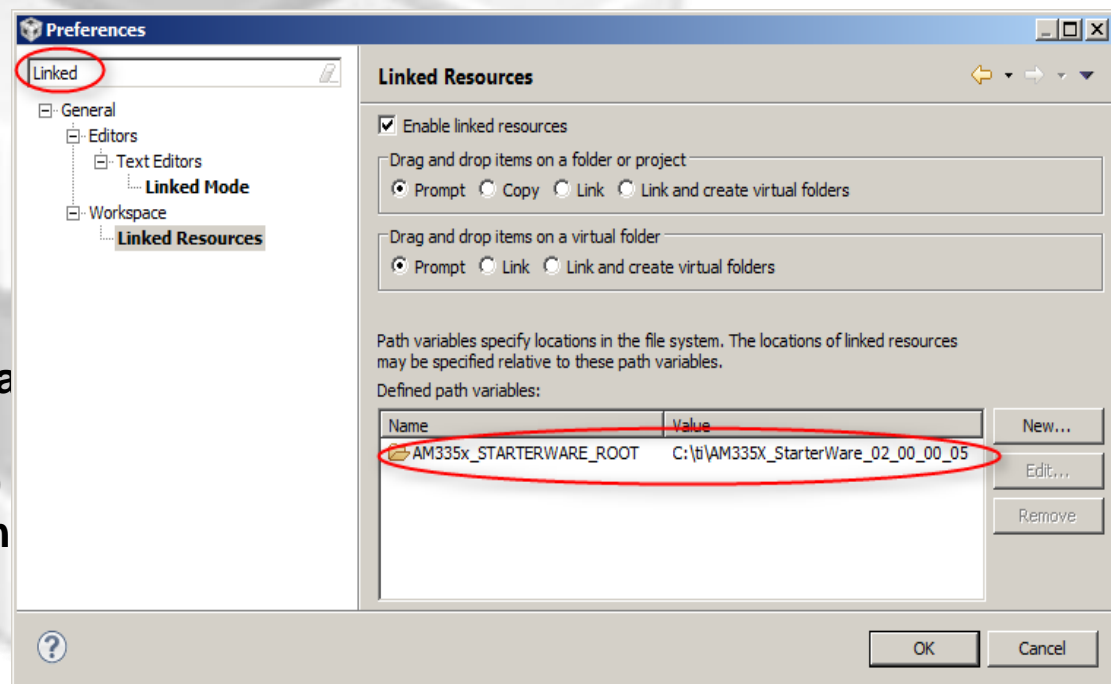 Preferences
Linked
General
Editors
Text Editors
Linked Mode
Workspace
Linked Resources
Linked Resources
Enable linked resources
Drag and drop items on a folder or project
Prompt Copy Link Link and create virtual folders
Drag and drop items on a virtual folder
Prompt Link Link and create virtual folders
Path variables specify locations in the file system. The locations of linked resources
may be specified relative to these path variables.
Defined path variables:
Name Value
AM335x_STARTERWARE_ROOT C:\ti\AM335X_StarterWare_02_00_00_05
New...
Edit...
Remove
OK Cancel